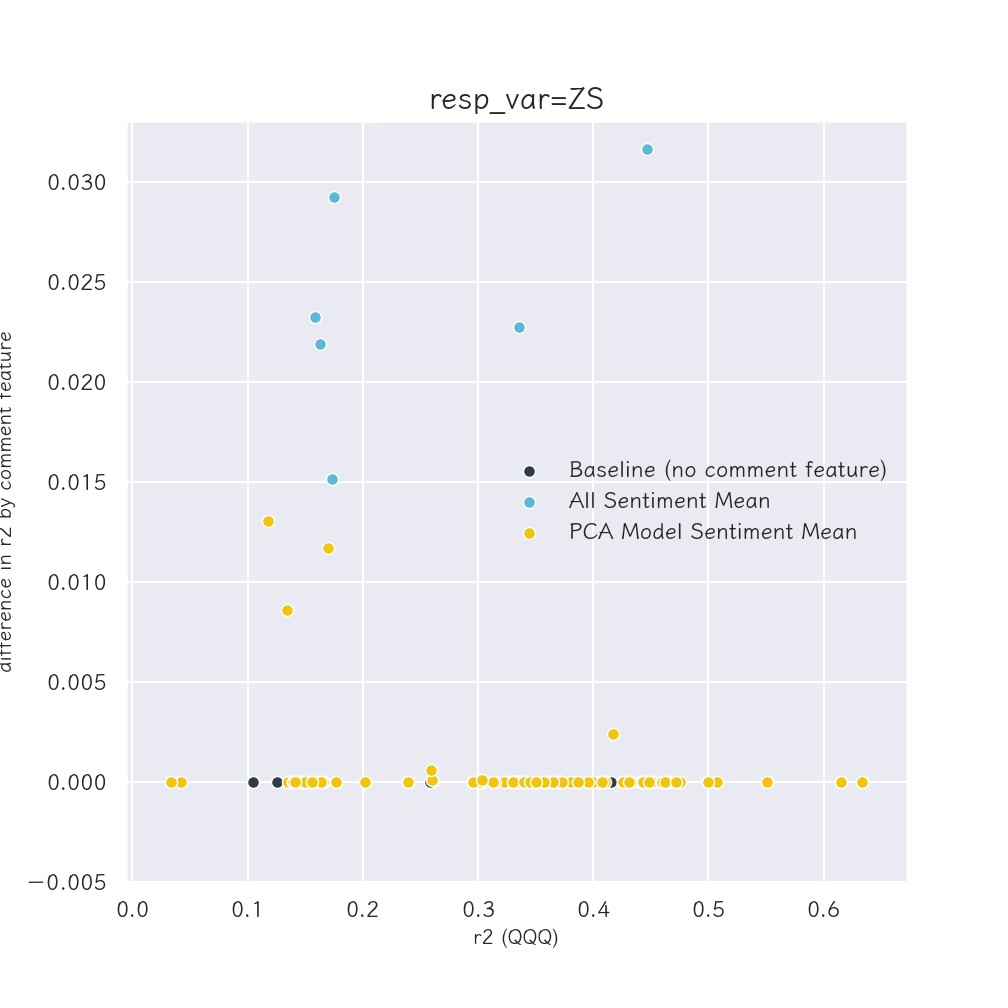 resp_var=ZS
difference in r2 by comment feature
0.030
0.025
0.020
0.015
0.010
0.005
0.000
−0.005
Baseline (no comment feature)
All Sentiment Mean
PCA Model Sentiment Mean
0.0 0.1 0.2 0.3 0.4 0.5 0.6
r2 (QQQ)